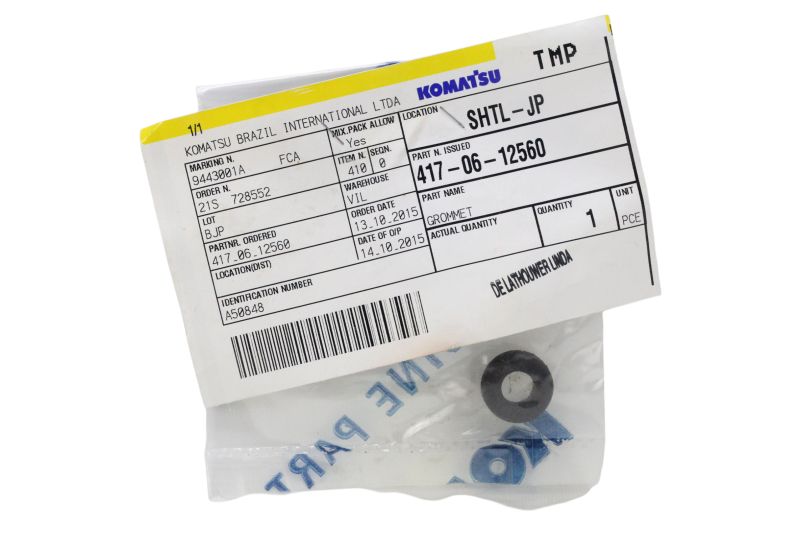 1/1
KOMATSU
TMP
KOMATSU BRAZIL INTERNATIONAL LTDA
MIX.PACK ALLOW
Yes
LOCATION
SHTL-JP
MARKING N.
9443001A
FCA
ITEM N.
410
SEQN.
0
PART N. ISSUED
417-06-12560
ORDER N.
21S 728552
WAREHOUSE
VIL
PART NAME
GROMMET
LOT
BJP
ORDER DATE
13.10.2015
ACTUAL QUANTITY
QUANTITY
1
UNIT
PCE
PARTNR. ORDERED
417.06.12560
DATE OF O/P
14.10.2015
LOCATION(DIST)
IDENTIFICATION NUMBER
A50848
DE LATHOUWER LINDA
INE PART